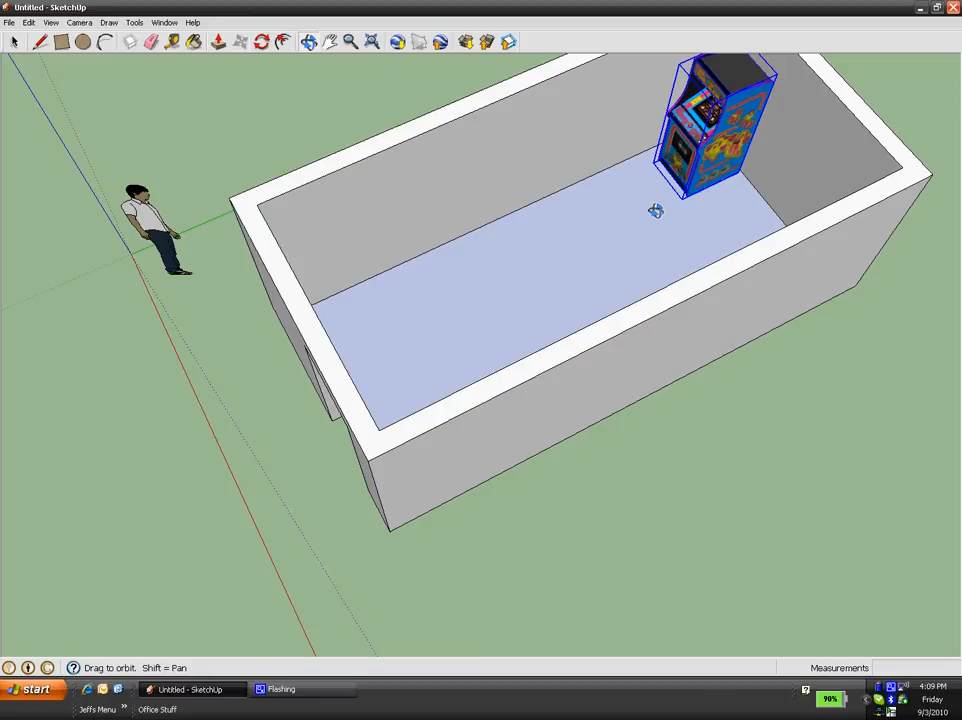 Untitled - SketchUp
File Edit View Camera Draw Tools Window Help
Drag to orbit. Shift = Pan
Measurements
start
Untitled - SketchUp
Flashing
90%
4:09 PM
Jeffs Menu
Office Stuff
Friday
9/3/2010